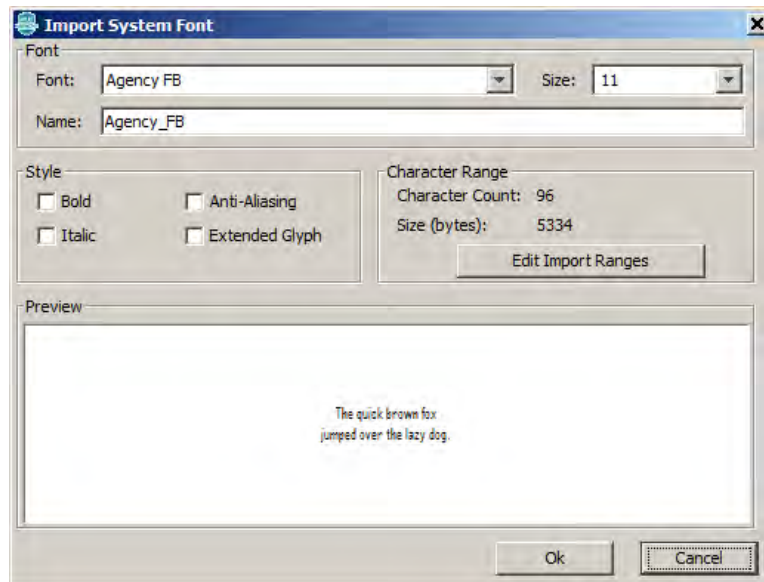 Import System Font
Font
Font: Agency FB Size: 11
Name: Agency_FB
Style
Bold Anti-Aliasing
Italic Extended Glyph
Character Range
Character Count: 96
Size (bytes): 5334
Edit Import Ranges
Preview
The quick brown fox
jumped over the lazy dog.
Ok Cancel